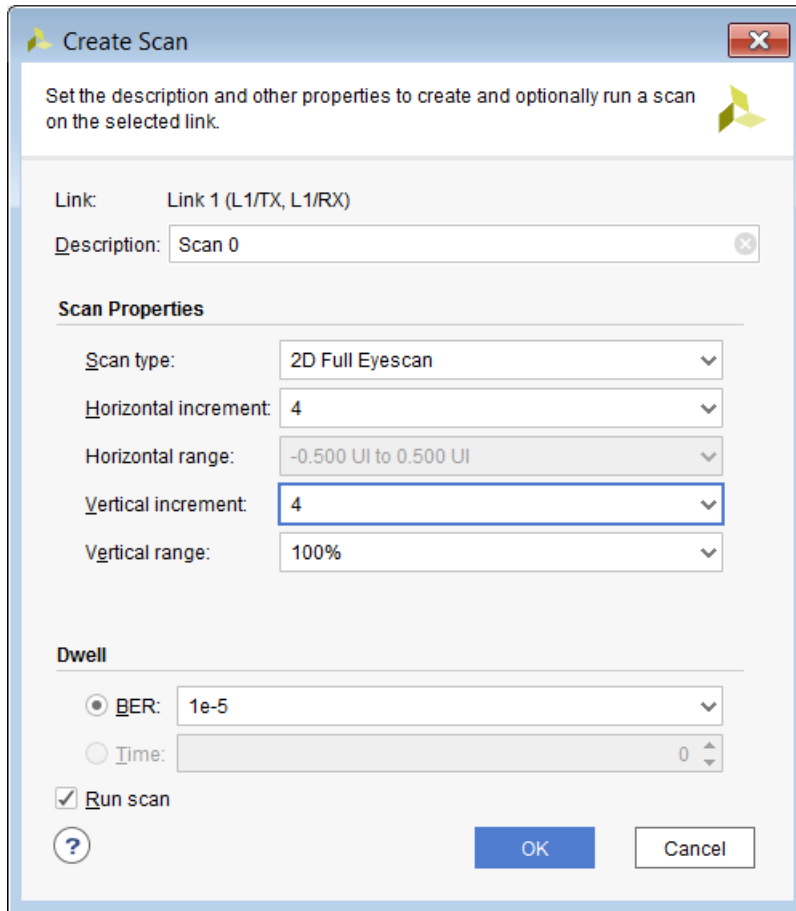 Create Scan
Set the description and other properties to create and optionally run a scan
on the selected link.
Link: Link 1 (L1/TX, L1/RX)
Description: Scan 0
Scan Properties
Scan type: 2D Full Eyescan
Horizontal increment: 4
Horizontal range: -0.500 UI to 0.500 UI
Vertical increment: 4
Vertical range: 100%
Dwell
BER: 1e-5
Time: 0
Run scan
? OK Cancel